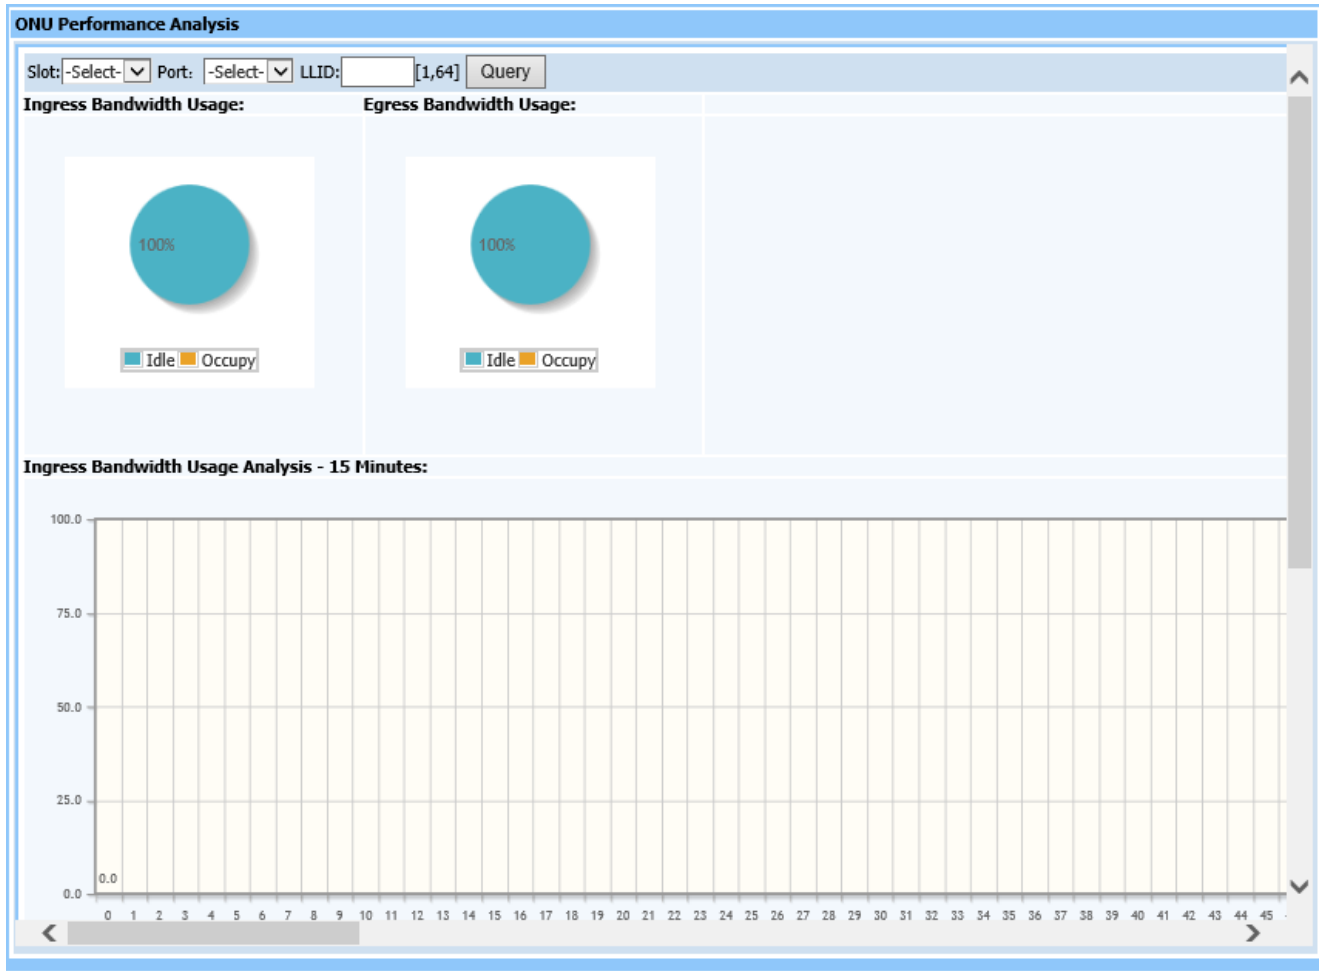 ONU Performance Analysis
Slot: -Select- Port: -Select- LLID: [1,64] Query
Ingress Bandwidth Usage: Egress Bandwidth Usage:
100% 100%
Idle Occupy Idle Occupy
Ingress Bandwidth Usage Analysis - 15 Minutes:
100.0
75.0
50.0
25.0
0.0
0.0
0 1 2 3 4 5 6 7 8 9 10 11 12 13 14 15 16 17 18 19 20 21 22 23 24 25 26 27 28 29 30 31 32 33 34 35 36 37 38 39 40 41 42 43 44 45